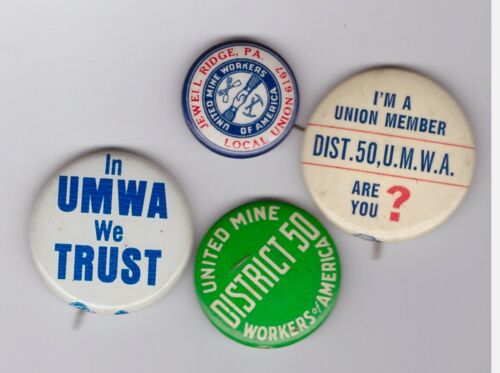 JEWELL RIDGE, PA.
UNITED MINE WORKERS
OF AMERICA
LOCAL UNION 6167
I'M A
UNION MEMBER
DIST. 50, U.M.W.A.
ARE
YOU ?
In
UMWA
We
TRUST
UNITED MINE
DISTRICT 50
WORKERS of AMERICA